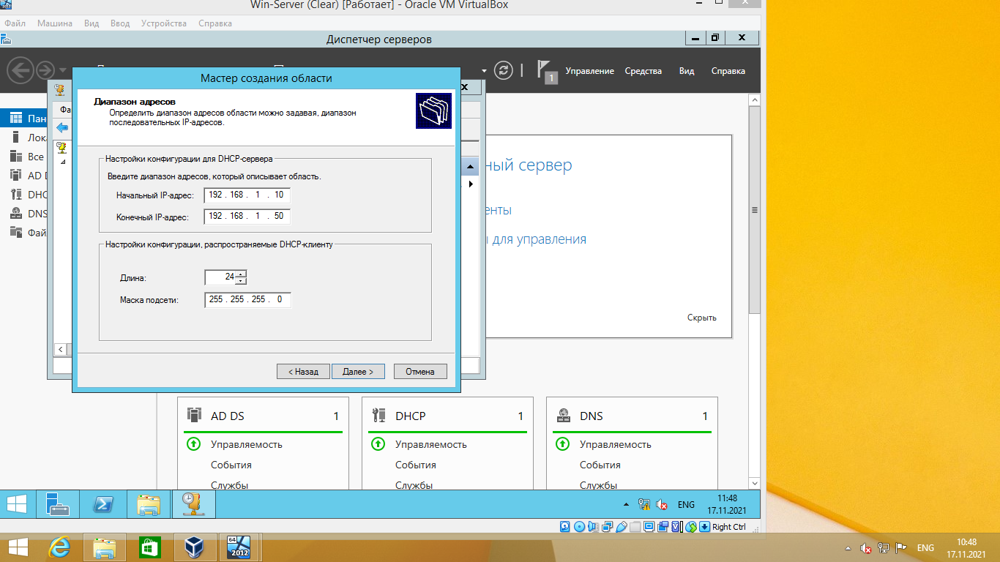 Win-Server (Clear) [Работает] - Oracle VM VirtualBox
Файл Машина Вид Ввод Устройства Справка
Диспетчер серверов
1
Управление Средства Вид Справка
Мастер создания области
Диапазон адресов
Определить диапазон адресов области можно задавая, диапазон
последовательных IP-адресов.
Настройки конфигурации для DHCP-сервера
Введите диапазон адресов, который описывает область.
Начальный IP-адрес: 192 . 168 . 1 . 10
Конечный IP-адрес: 192 . 168 . 1 . 50
Настройки конфигурации, распространяемые DHCP-клиенту
Длина: 24
Маска подсети: 255 . 255 . 255 . 0
< Назад Далее > Отмена
Все
AD D
DHC
DNS
сервер
для управления
Скрыть
AD DS 1
Управляемость
События
Службы
DHCP 1
Управляемость
События
Службы
DNS 1
Управляемость
События
Службы
ENG
11:48
17.11.2021
Right Ctrl
64
2012
ENG
10:48
17.11.2021